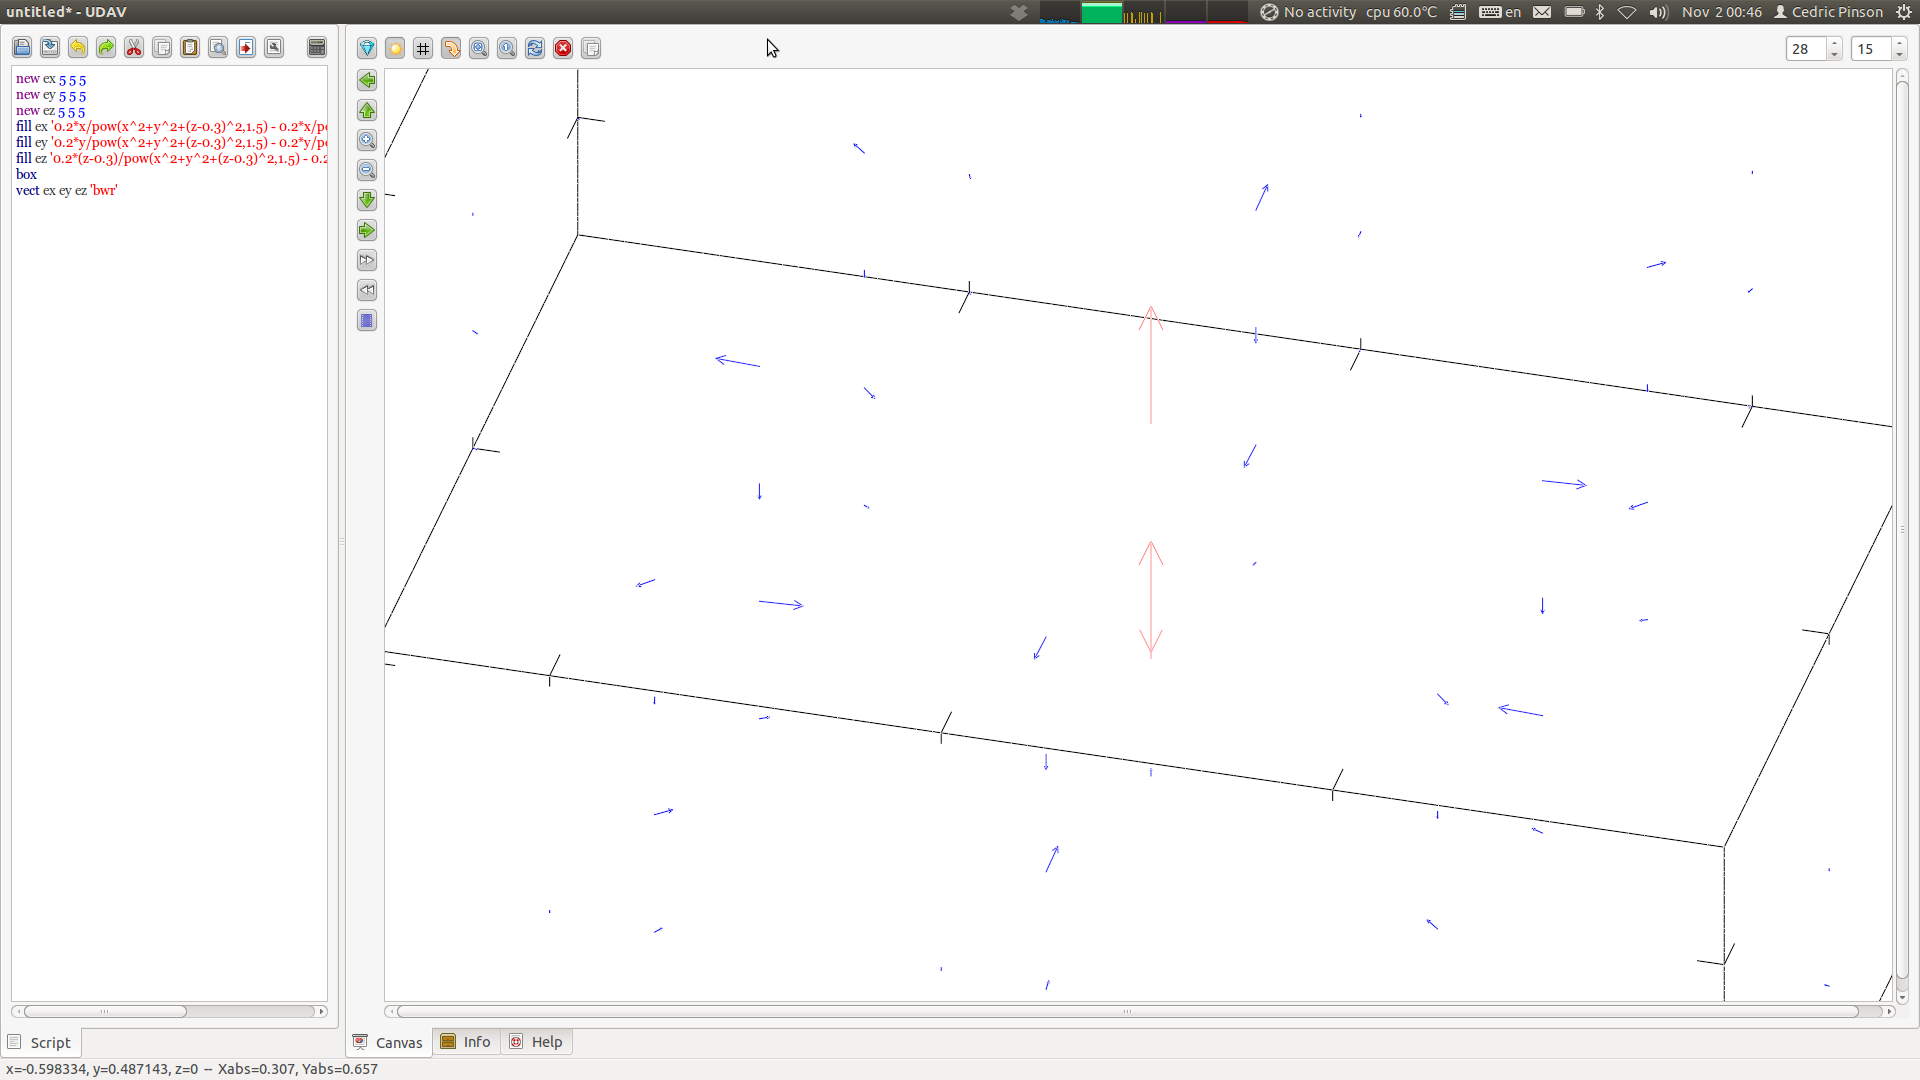 untitled* - UDAV
No activity cpu 60.0°C en Nov 2 00:46 Cedric Pinson
28 15
new ex 5 5 5
new ey 5 5 5
new ez 5 5 5
fill ex '0.2*x/pow(x^2+y^2+(z-0.3)^2,1.5) - 0.2*x/po
fill ey '0.2*y/pow(x^2+y^2+(z-0.3)^2,1.5) - 0.2*y/po
fill ez '0.2*(z-0.3)/pow(x^2+y^2+(z-0.3)^2,1.5) - 0.2
box
vect ex ey ez 'bwr'
Script
Canvas Info Help
x=-0.598334, y=0.487143, z=0 -- Xabs=0.307, Yabs=0.657